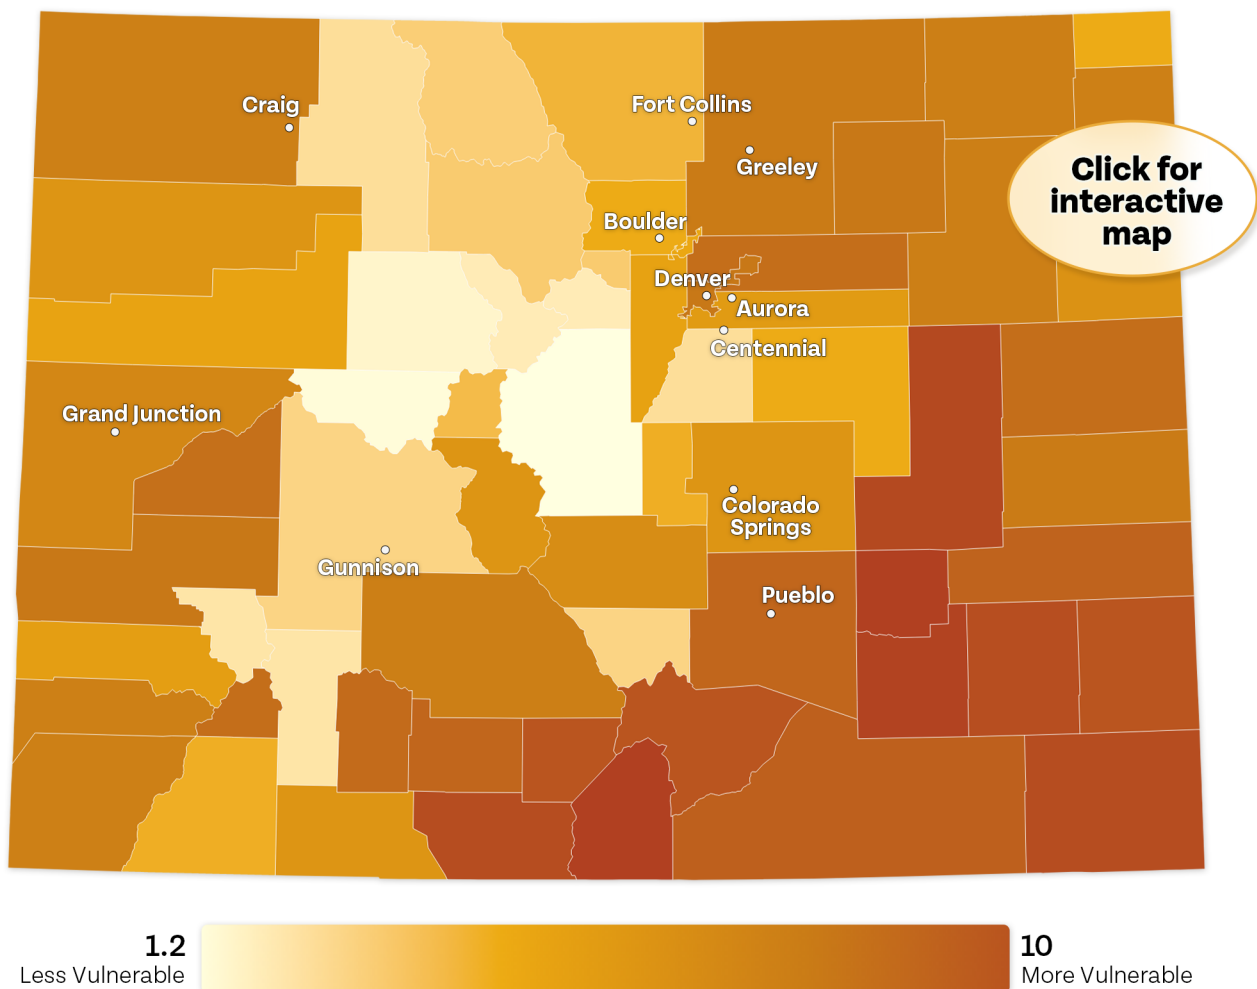 Craig
Fort Collins
Greeley
Click for
interactive
map
Boulder
Denver
Aurora
Centennial
Grand Junction
Colorado
Springs
Gunnison
Pueblo
1.2
Less Vulnerable
10
More Vulnerable